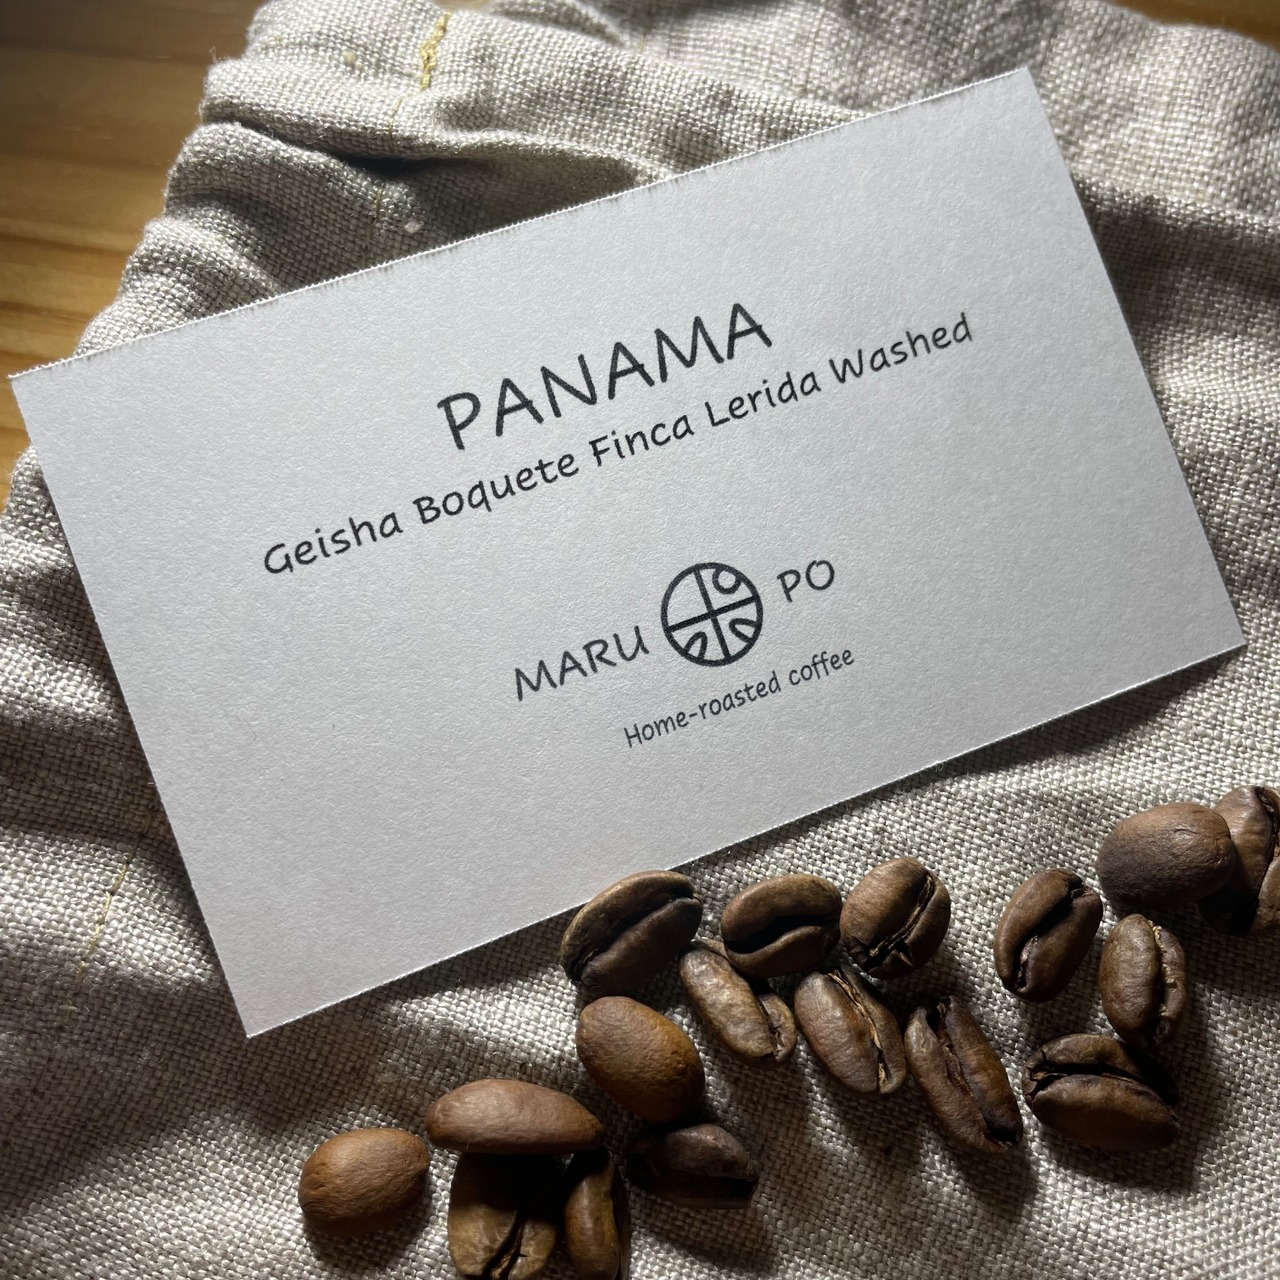 PANAMA
Geisha Boquete Finca Lerida Washed
MARU PO
Home-roasted coffee